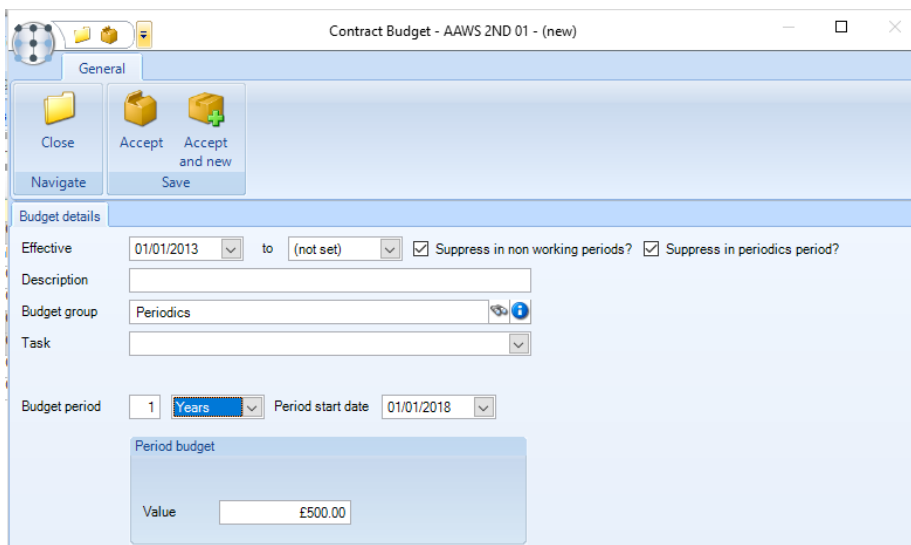 Contract Budget - AAWS 2ND 01 - (new)
General
Close
Accept
Accept and new
Navigate
Save
Budget details
Effective 01/01/2013 to (not set) Suppress in non working periods? Suppress in periodics period?
Description
Budget group Periodics
Task
Budget period 1 Years Period start date 01/01/2018
Period budget
Value £500.00